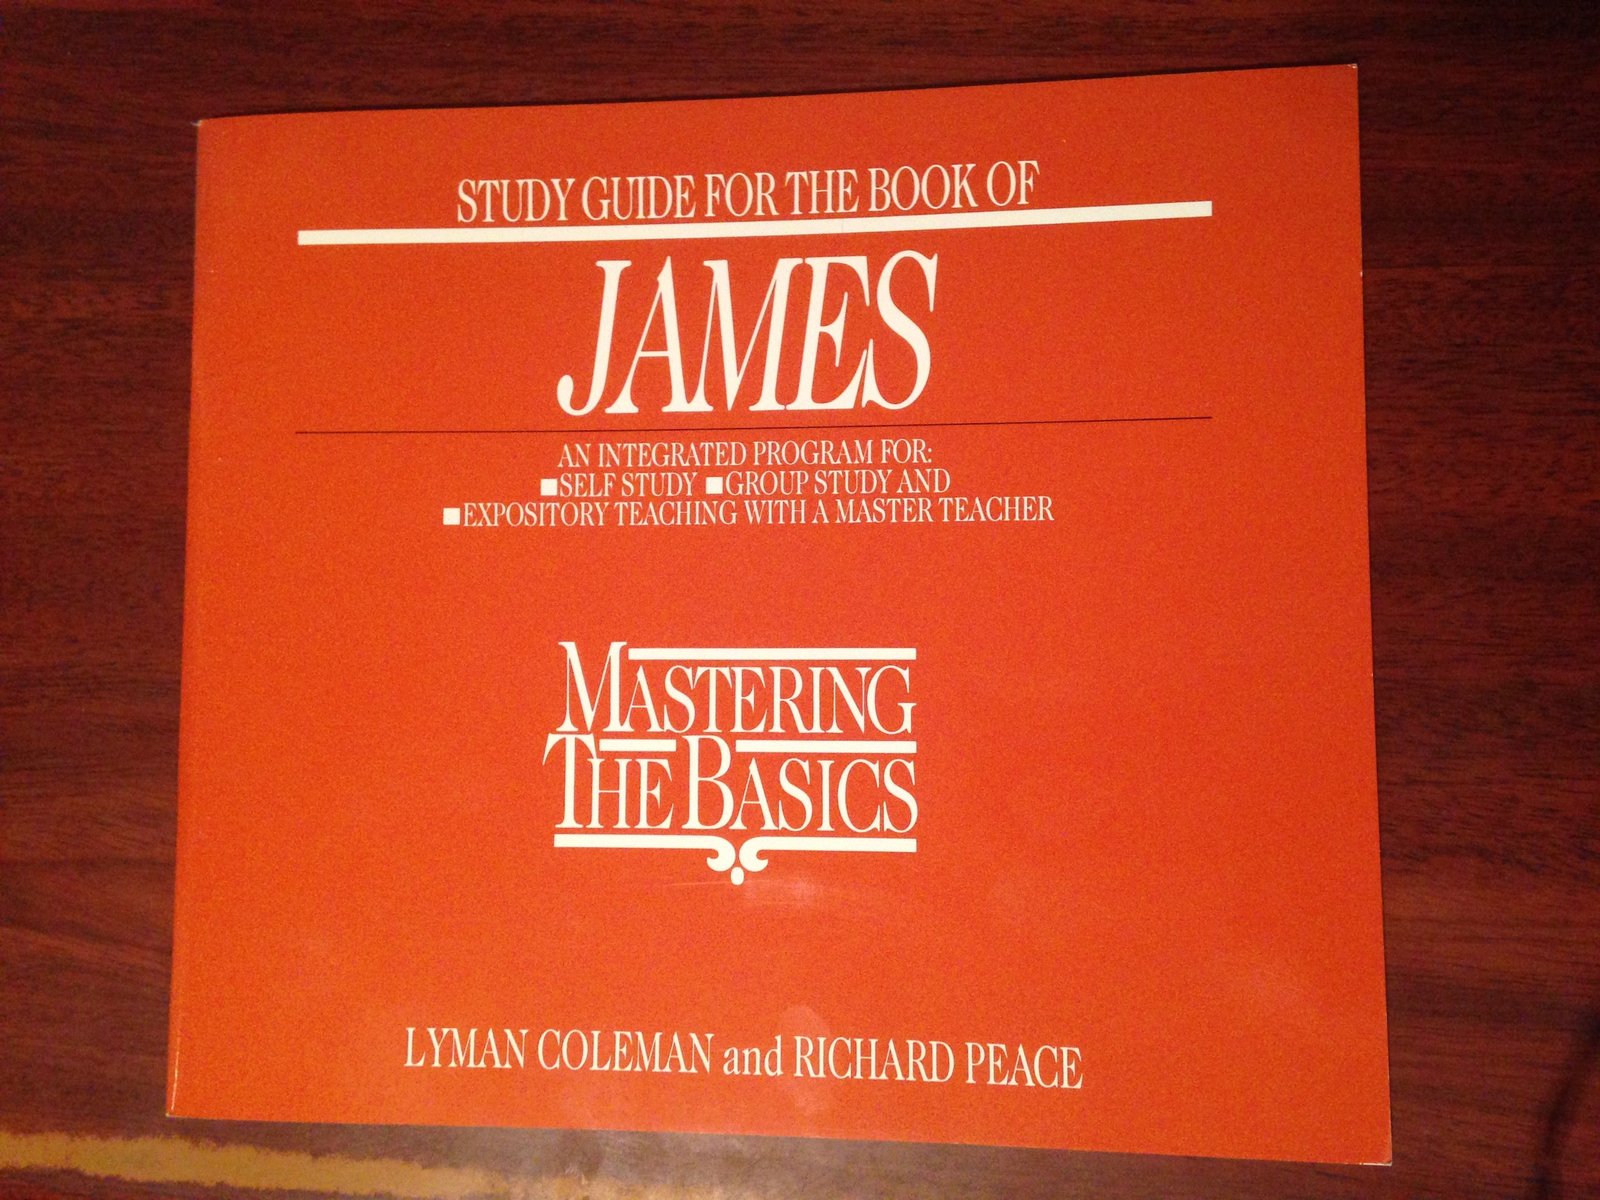 STUDY GUIDE FOR THE BOOK OF
JAMES
AN INTEGRATED PROGRAM FOR:
■SELF STUDY ■GROUP STUDY AND
■EXPOSITORY TEACHING WITH A MASTER TEACHER
MASTERING
THE BASICS
LYMAN COLEMAN and RICHARD PEACE